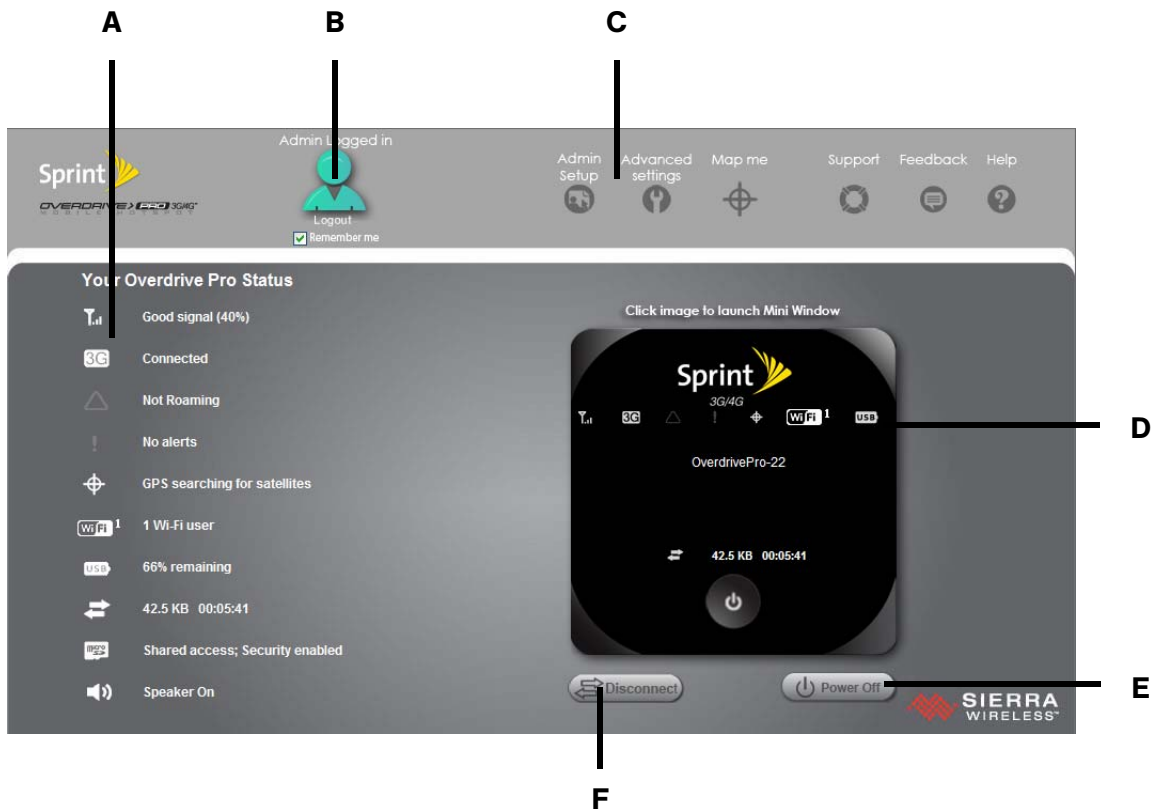 A
B
C
Admin Logged in
Sprint
OVERDRIVE PRO 3G/4G
MOBILE HOTSPOT
Logout
Remember me
Admin Setup
Advanced settings
Map me
Support
Feedback
Help
Your Overdrive Pro Status
Good signal (40%)
3G
Connected
Not Roaming
No alerts
GPS searching for satellites
WiFi 1
1 Wi-Fi user
USB
66% remaining
42.5 KB 00:05:41
micro
Shared access; Security enabled
Speaker On
Click image to launch Mini Window
Sprint
3G/4G
3G
! WiFi 1 USB
D
OverdrivePro-22
42.5 KB 00:05:41
Disconnect
Power Off
E
SIERRA
WIRELESS™
F